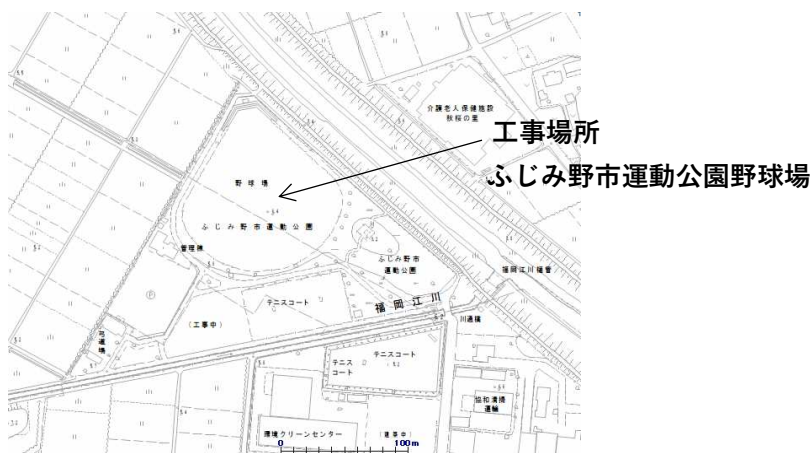 介護老人保健施設
秋桜の里
工事場所
ふじみ野市運動公園野球場
野球場
ふじみ野市運動公園
管理棟
ふじみ野市
運動公園
福岡江川樋管
テニスコート
福岡江川
(工事中)
川通橋
弓道場
テニスコート
テニス
コート
協和清掃
運輸
環境クリーンセンター
0
100m